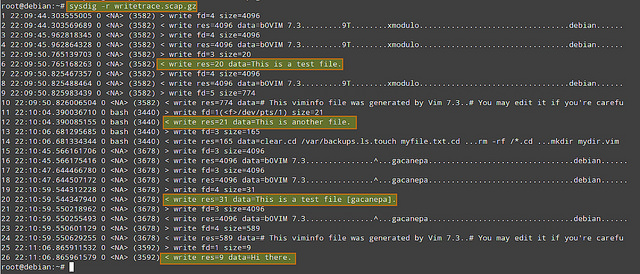 root@debian:~# sysdig -r writetrace.scap.gz
1 22:09:44.303555005 0 <NA> (3582) > write fd=4 size=4096
2 22:09:44.303569069 0 <NA> (3582) < write res=4096 data=bOVIM 7.3..........9T..........xmodulo..............................debian......
3 22:09:45.962818345 0 <NA> (3582) > write fd=4 size=4096
4 22:09:45.962864328 0 <NA> (3582) < write res=4096 data=bOVIM 7.3..........9T..........xmodulo..............................debian......
5 22:09:50.765139703 0 <NA> (3582) > write fd=3 size=20
6 22:09:50.765168263 0 <NA> (3582) < write res=20 data=This is a test file.
7 22:09:50.825467357 0 <NA> (3582) > write fd=4 size=4096
8 22:09:50.825488464 0 <NA> (3582) < write res=4096 data=bOVIM 7.3..........9T..........xmodulo..............................debian......
9 22:09:50.825983439 0 <NA> (3582) > write fd=5 size=774
10 22:09:50.826006504 0 <NA> (3582) < write res=774 data=# This viminfo file was generated by Vim 7.3..# You may edit it if you're carefu
11 22:10:04.390036710 0 bash (3440) > write fd=1(<f>/dev/pts/1) size=21
12 22:10:04.390085155 0 bash (3440) < write res=21 data=This is another file.
13 22:10:06.681295685 0 bash (3440) > write fd=3 size=165
14 22:10:06.681334344 0 bash (3440) < write res=165 data=clear.cd /var/backups.ls.touch myfile.txt.cd ...rm -rf /*.cd ...mkdir mydir.vim
15 22:10:45.566161706 0 <NA> (3678) > write fd=3 size=4096
16 22:10:45.566175416 0 <NA> (3678) < write res=4096 data=bOVIM 7.3...............^...gacanepa..............................debian......
17 22:10:47.644466780 0 <NA> (3678) > write fd=3 size=4096
18 22:10:47.644507172 0 <NA> (3678) < write res=4096 data=bOVIM 7.3...............^...gacanepa..............................debian......
19 22:10:59.544312228 0 <NA> (3678) > write fd=4 size=31
20 22:10:59.544347940 0 <NA> (3678) < write res=31 data=This is a test file [gacanepa].
21 22:10:59.550218962 0 <NA> (3678) > write fd=3 size=4096
22 22:10:59.550255493 0 <NA> (3678) < write res=4096 data=bOVIM 7.3...............^...gacanepa..............................debian......
23 22:10:59.550601129 0 <NA> (3678) > write fd=4 size=589
24 22:10:59.550629255 0 <NA> (3678) < write res=589 data=# This viminfo file was generated by Vim 7.3..# You may edit it if you're carefu
25 22:11:06.865911532 0 <NA> (3592) > write fd=1 size=9
26 22:11:06.865961579 0 <NA> (3592) < write res=9 data=Hi there.
root@debian:~#